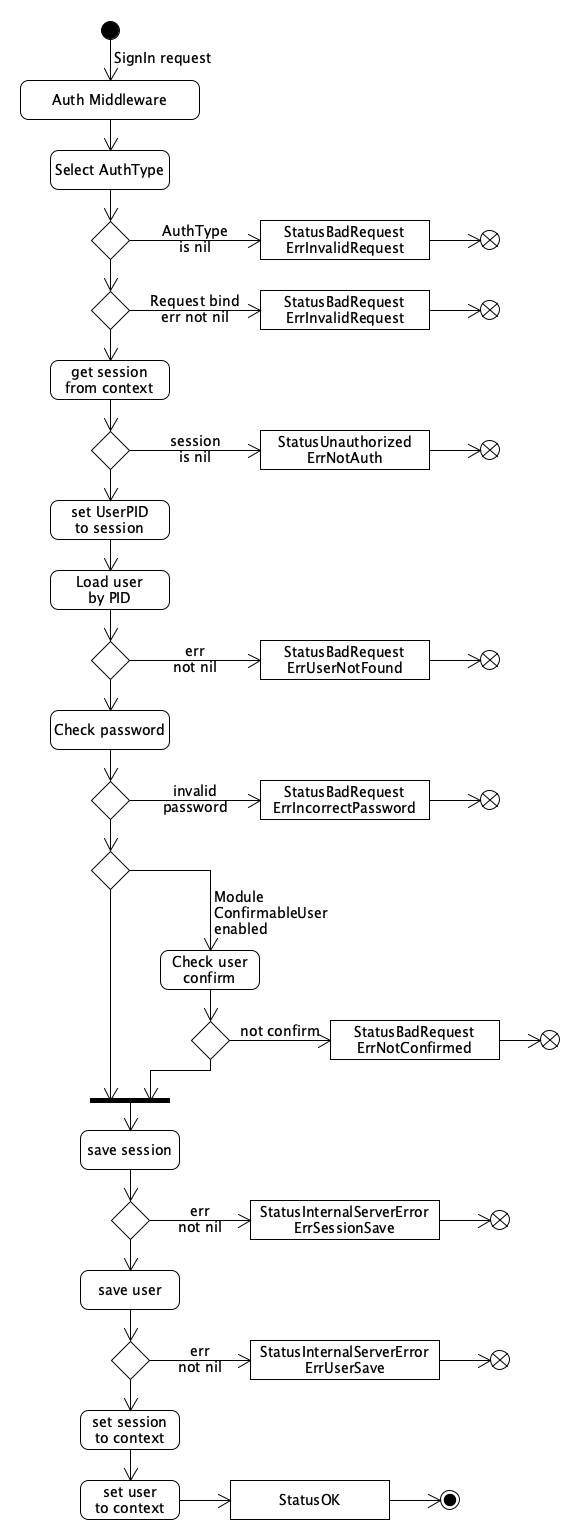 SignIn request
Auth Middleware
Select AuthType
AuthType
is nil
StatusBadRequest
ErrInvalidRequest
Request bind
err not nil
StatusBadRequest
ErrInvalidRequest
get session
from context
session
is nil
StatusUnauthorized
ErrNotAuth
set UserPID
to session
Load user
by PID
err
not nil
StatusBadRequest
ErrUserNotFound
Check password
invalid
password
StatusBadRequest
ErrIncorrectPassword
Module
ConfirmableUser
enabled
Check user
confirm
not confirm
StatusBadRequest
ErrNotConfirmed
save session
err
not nil
StatusInternalServerError
ErrSessionSave
save user
err
not nil
StatusInternalServerError
ErrUserSave
set session
to context
set user
to context
StatusOK